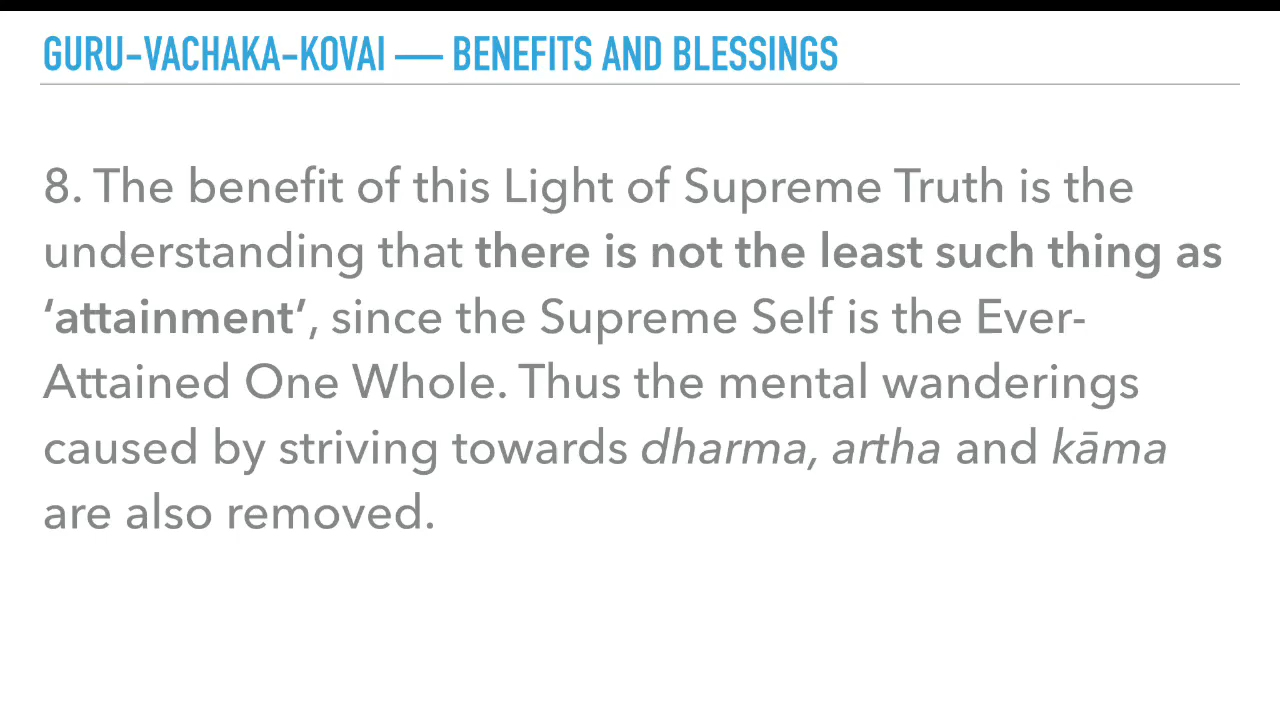 GURU-VACHAKA-KOVAI — BENEFITS AND BLESSINGS
8. The benefit of this Light of Supreme Truth is the
understanding that there is not the least such thing as
‘attainment’, since the Supreme Self is the Ever-
Attained One Whole. Thus the mental wanderings
caused by striving towards dharma, artha and kāma
are also removed.